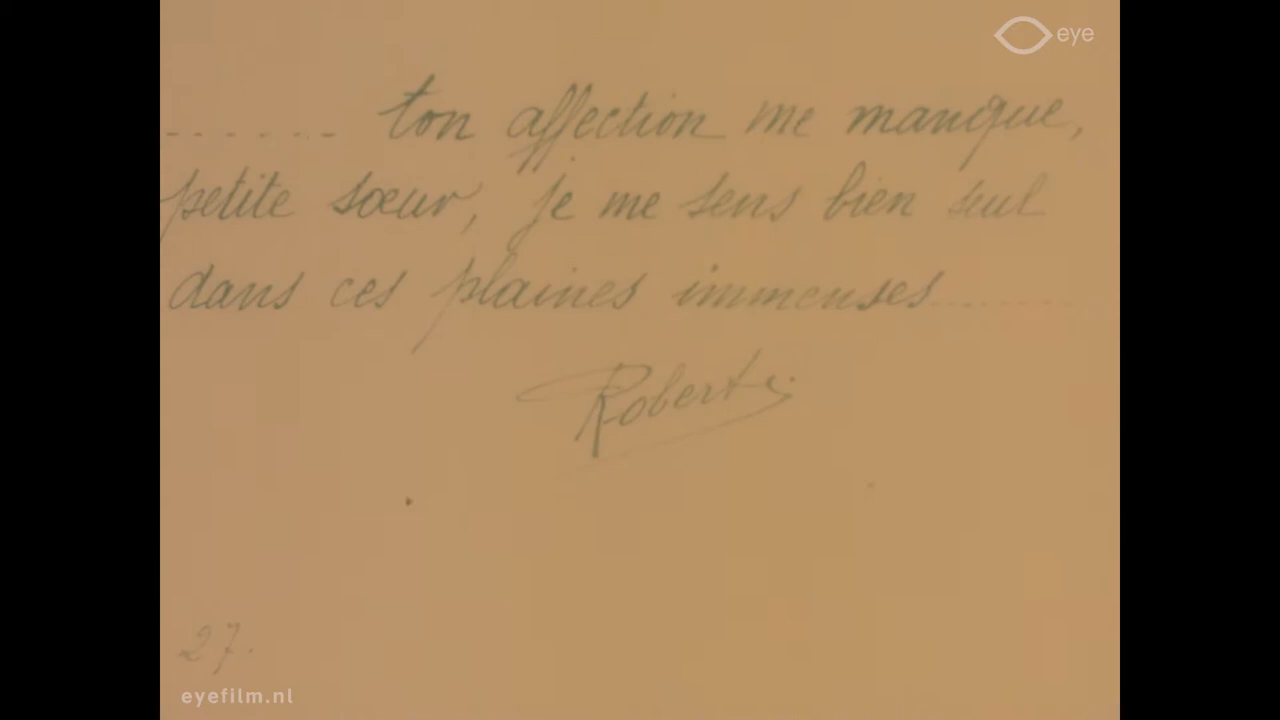 eye
....... ton affection me manque,
petite sœur, je me sens bien seul
dans ces plaines immenses.........
Robert
27.
eyefilm.nl